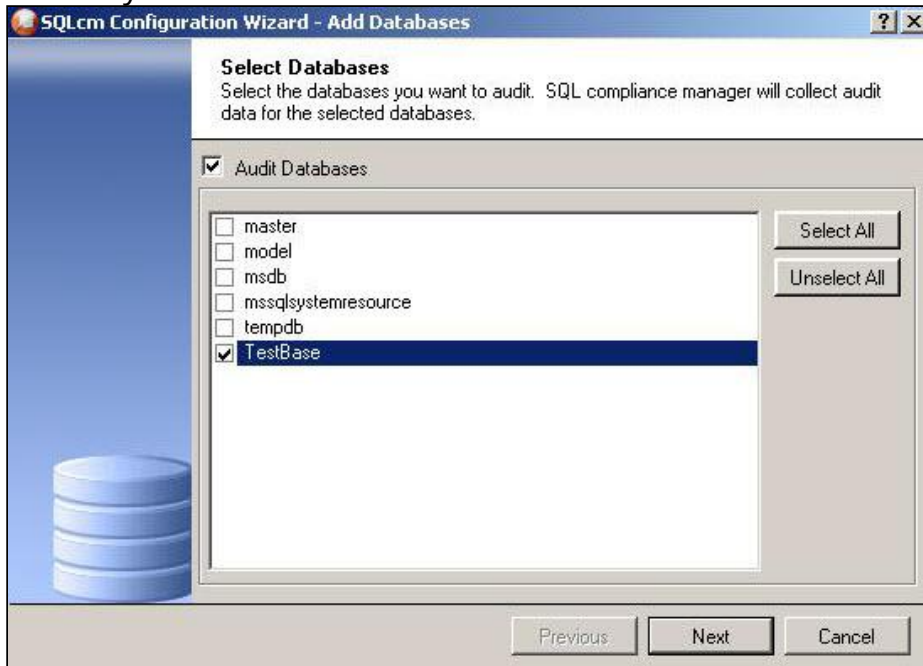 SQLcm Configuration Wizard - Add Databases
Select Databases
Select the databases you want to audit. SQL compliance manager will collect audit
data for the selected databases.
Audit Databases
master
model
msdb
mssqlsystemresource
tempdb
TestBase
Select All
Unselect All
Previous
Next
Cancel